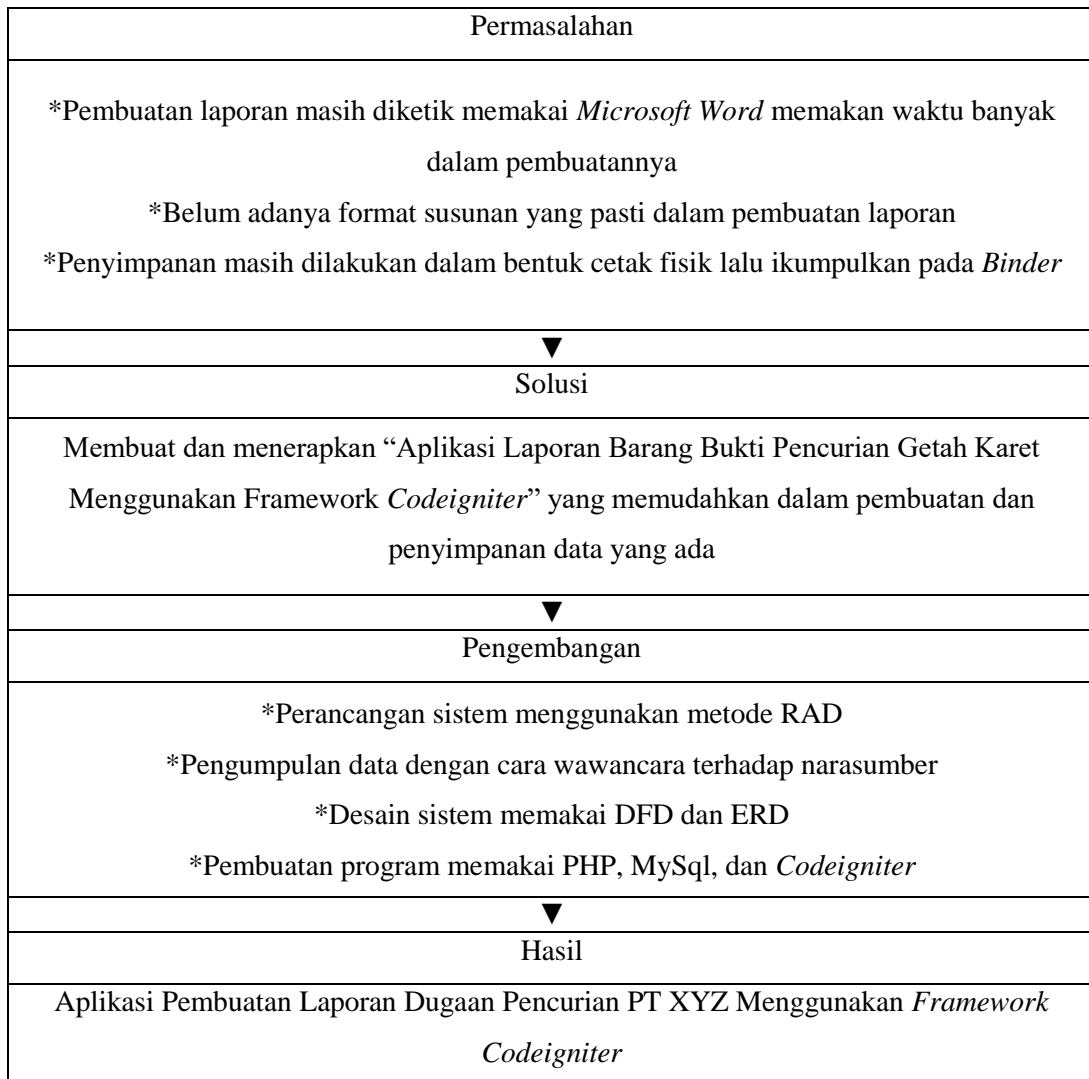 Permasalahan
*Pembuatan laporan masih diketik memakai Microsoft Word memakan waktu banyak
dalam pembuatannya
*Belum adanya format susunan yang pasti dalam pembuatan laporan
*Penyimpanan masih dilakukan dalam bentuk cetak fisik lalu ikumpulkan pada Binder
▼
Solusi
Membuat dan menerapkan “Aplikasi Laporan Barang Bukti Pencurian Getah Karet
Menggunakan Framework Codeigniter” yang memudahkan dalam pembuatan dan
penyimpanan data yang ada
▼
Pengembangan
*Perancangan sistem menggunakan metode RAD
*Pengumpulan data dengan cara wawancara terhadap narasumber
*Desain sistem memakai DFD dan ERD
*Pembuatan program memakai PHP, MySql, dan Codeigniter
▼
Hasil
Aplikasi Pembuatan Laporan Dugaan Pencurian PT XYZ Menggunakan Framework
Codeigniter